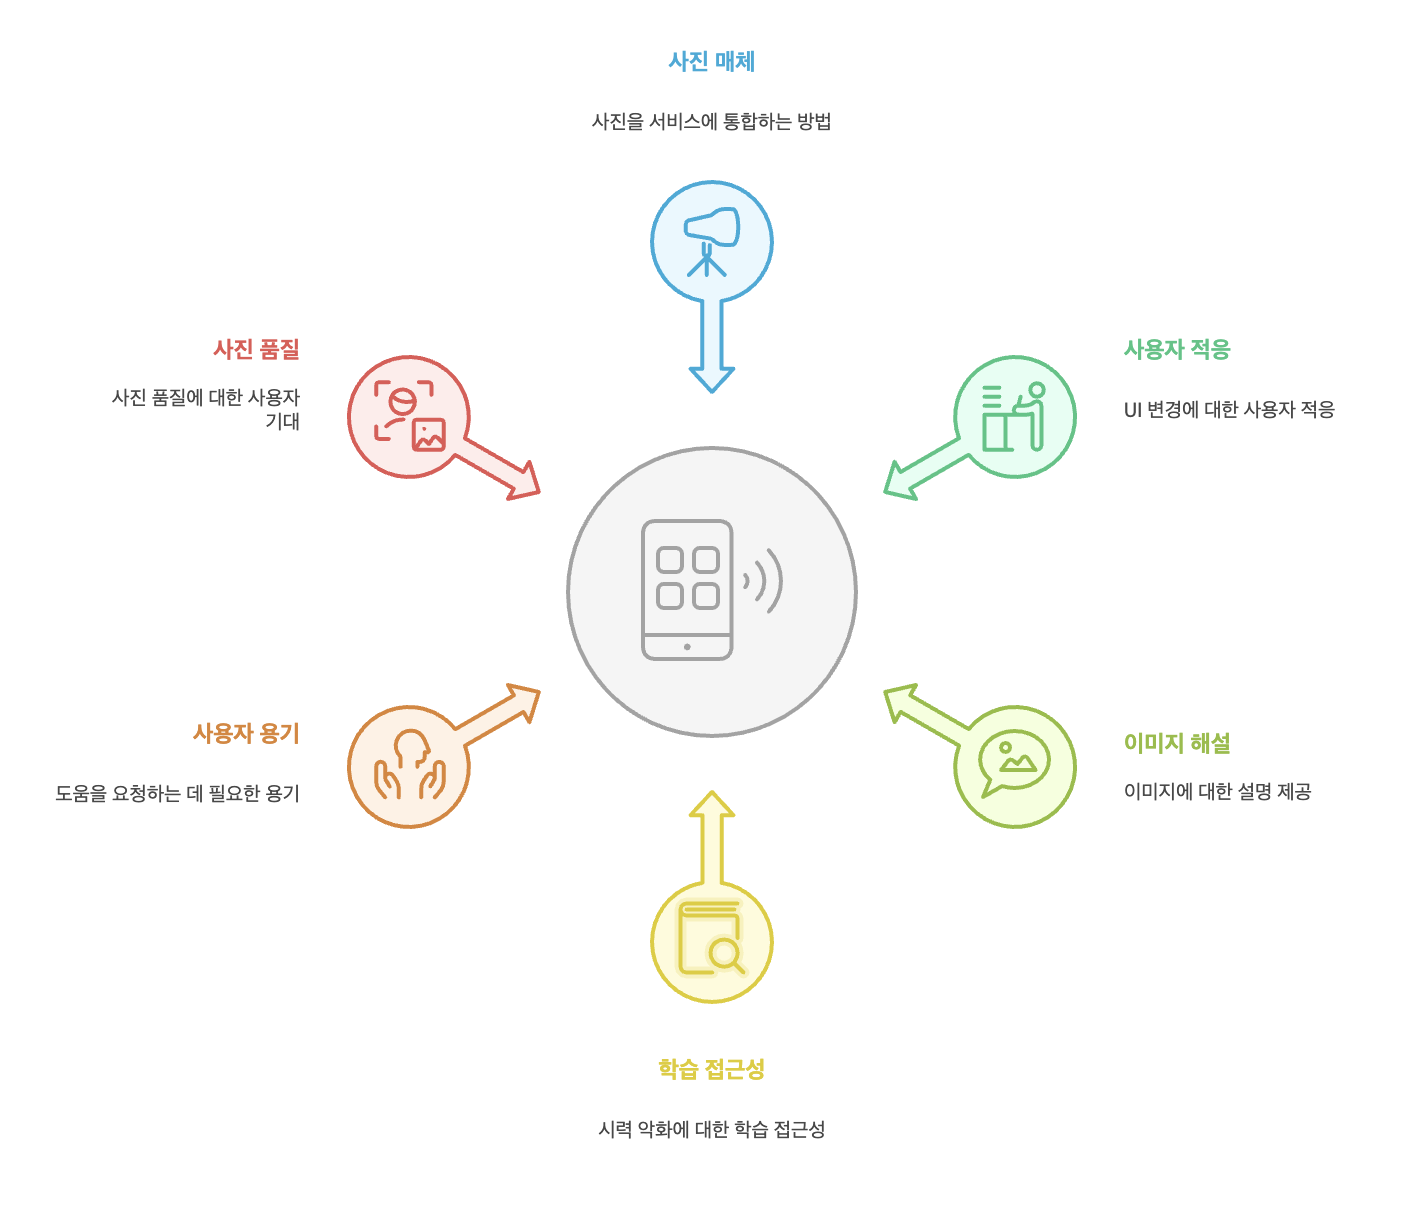 사진 매체
사진을 서비스에 통합하는 방법
사진 품질
사진 품질에 대한 사용자
기대
사용자 적응
UI 변경에 대한 사용자 적응
사용자 용기
도움을 요청하는 데 필요한 용기
이미지 해설
이미지에 대한 설명 제공
학습 접근성
시력 악화에 대한 학습 접근성